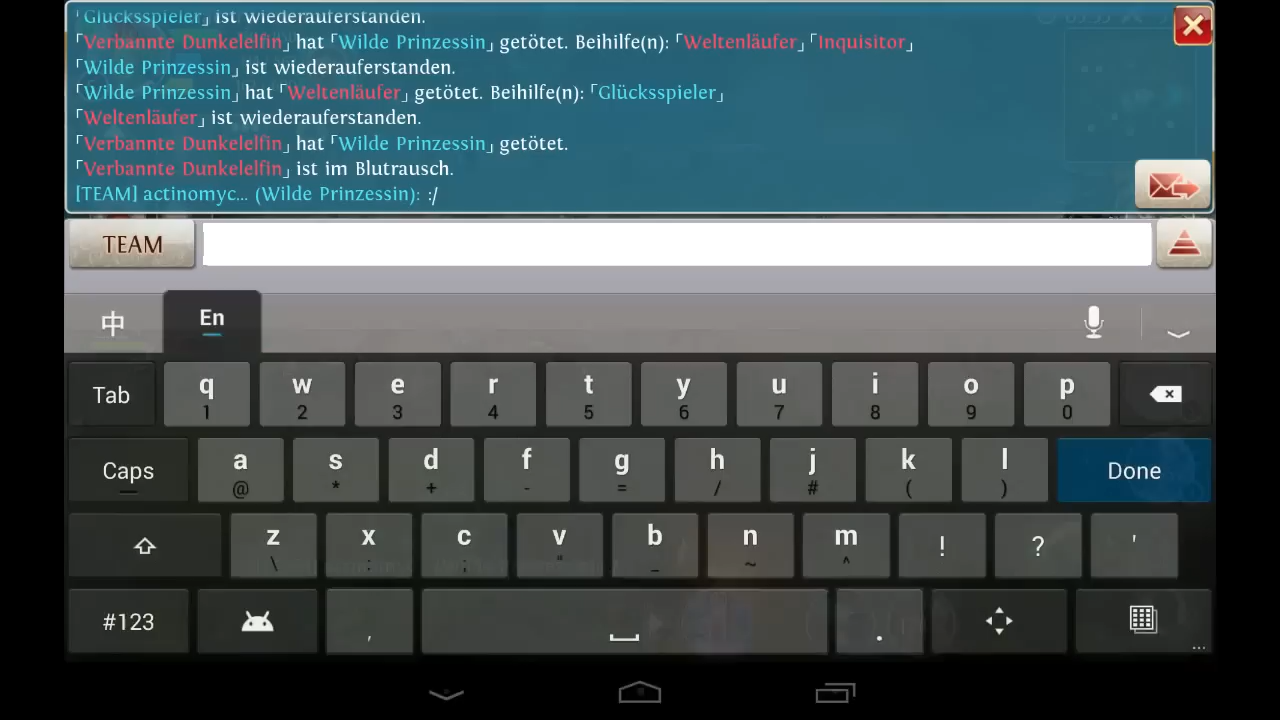 「Glücksspieler」 ist wiederauferstanden.
「Verbannte Dunkelelfin」 hat 「Wilde Prinzessin」 getötet. Beihilfe(n): 「Weltenläufer」「Inquisitor」
「Wilde Prinzessin」 ist wiederauferstanden.
「Wilde Prinzessin」 hat 「Weltenläufer」 getötet. Beihilfe(n): 「Glücksspieler」
「Weltenläufer」 ist wiederauferstanden.
「Verbannte Dunkelelfin」 hat 「Wilde Prinzessin」 getötet.
「Verbannte Dunkelelfin」 ist im Blutrausch.
[TEAM] actinomyc... (Wilde Prinzessin): :/
TEAM
中 En
Tab q w e r t y u i o p
1 2 3 4 5 6 7 8 9 0
Caps a s d f g h j k l Done
@ * + - = / # ( )
z x c v b n m ! ? '
\ : ; " _ ~ ^
#123 , . ...